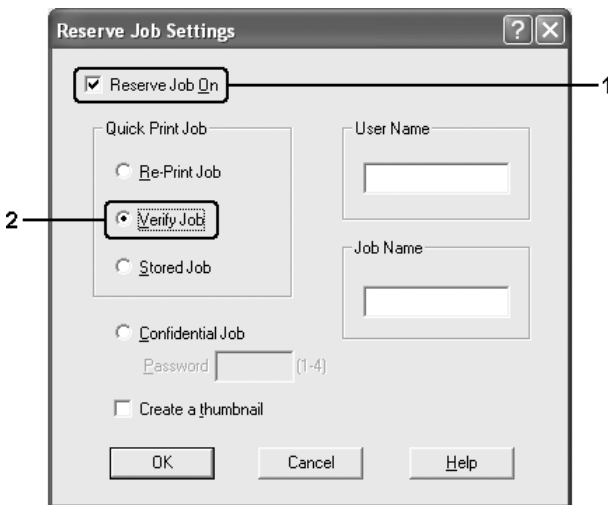 Reserve Job Settings
Reserve Job On
1
Quick Print Job
User Name
Re-Print Job
2
Verify Job
Job Name
Stored Job
Confidential Job
Password
(1-4)
Create a thumbnail
OK
Cancel
Help